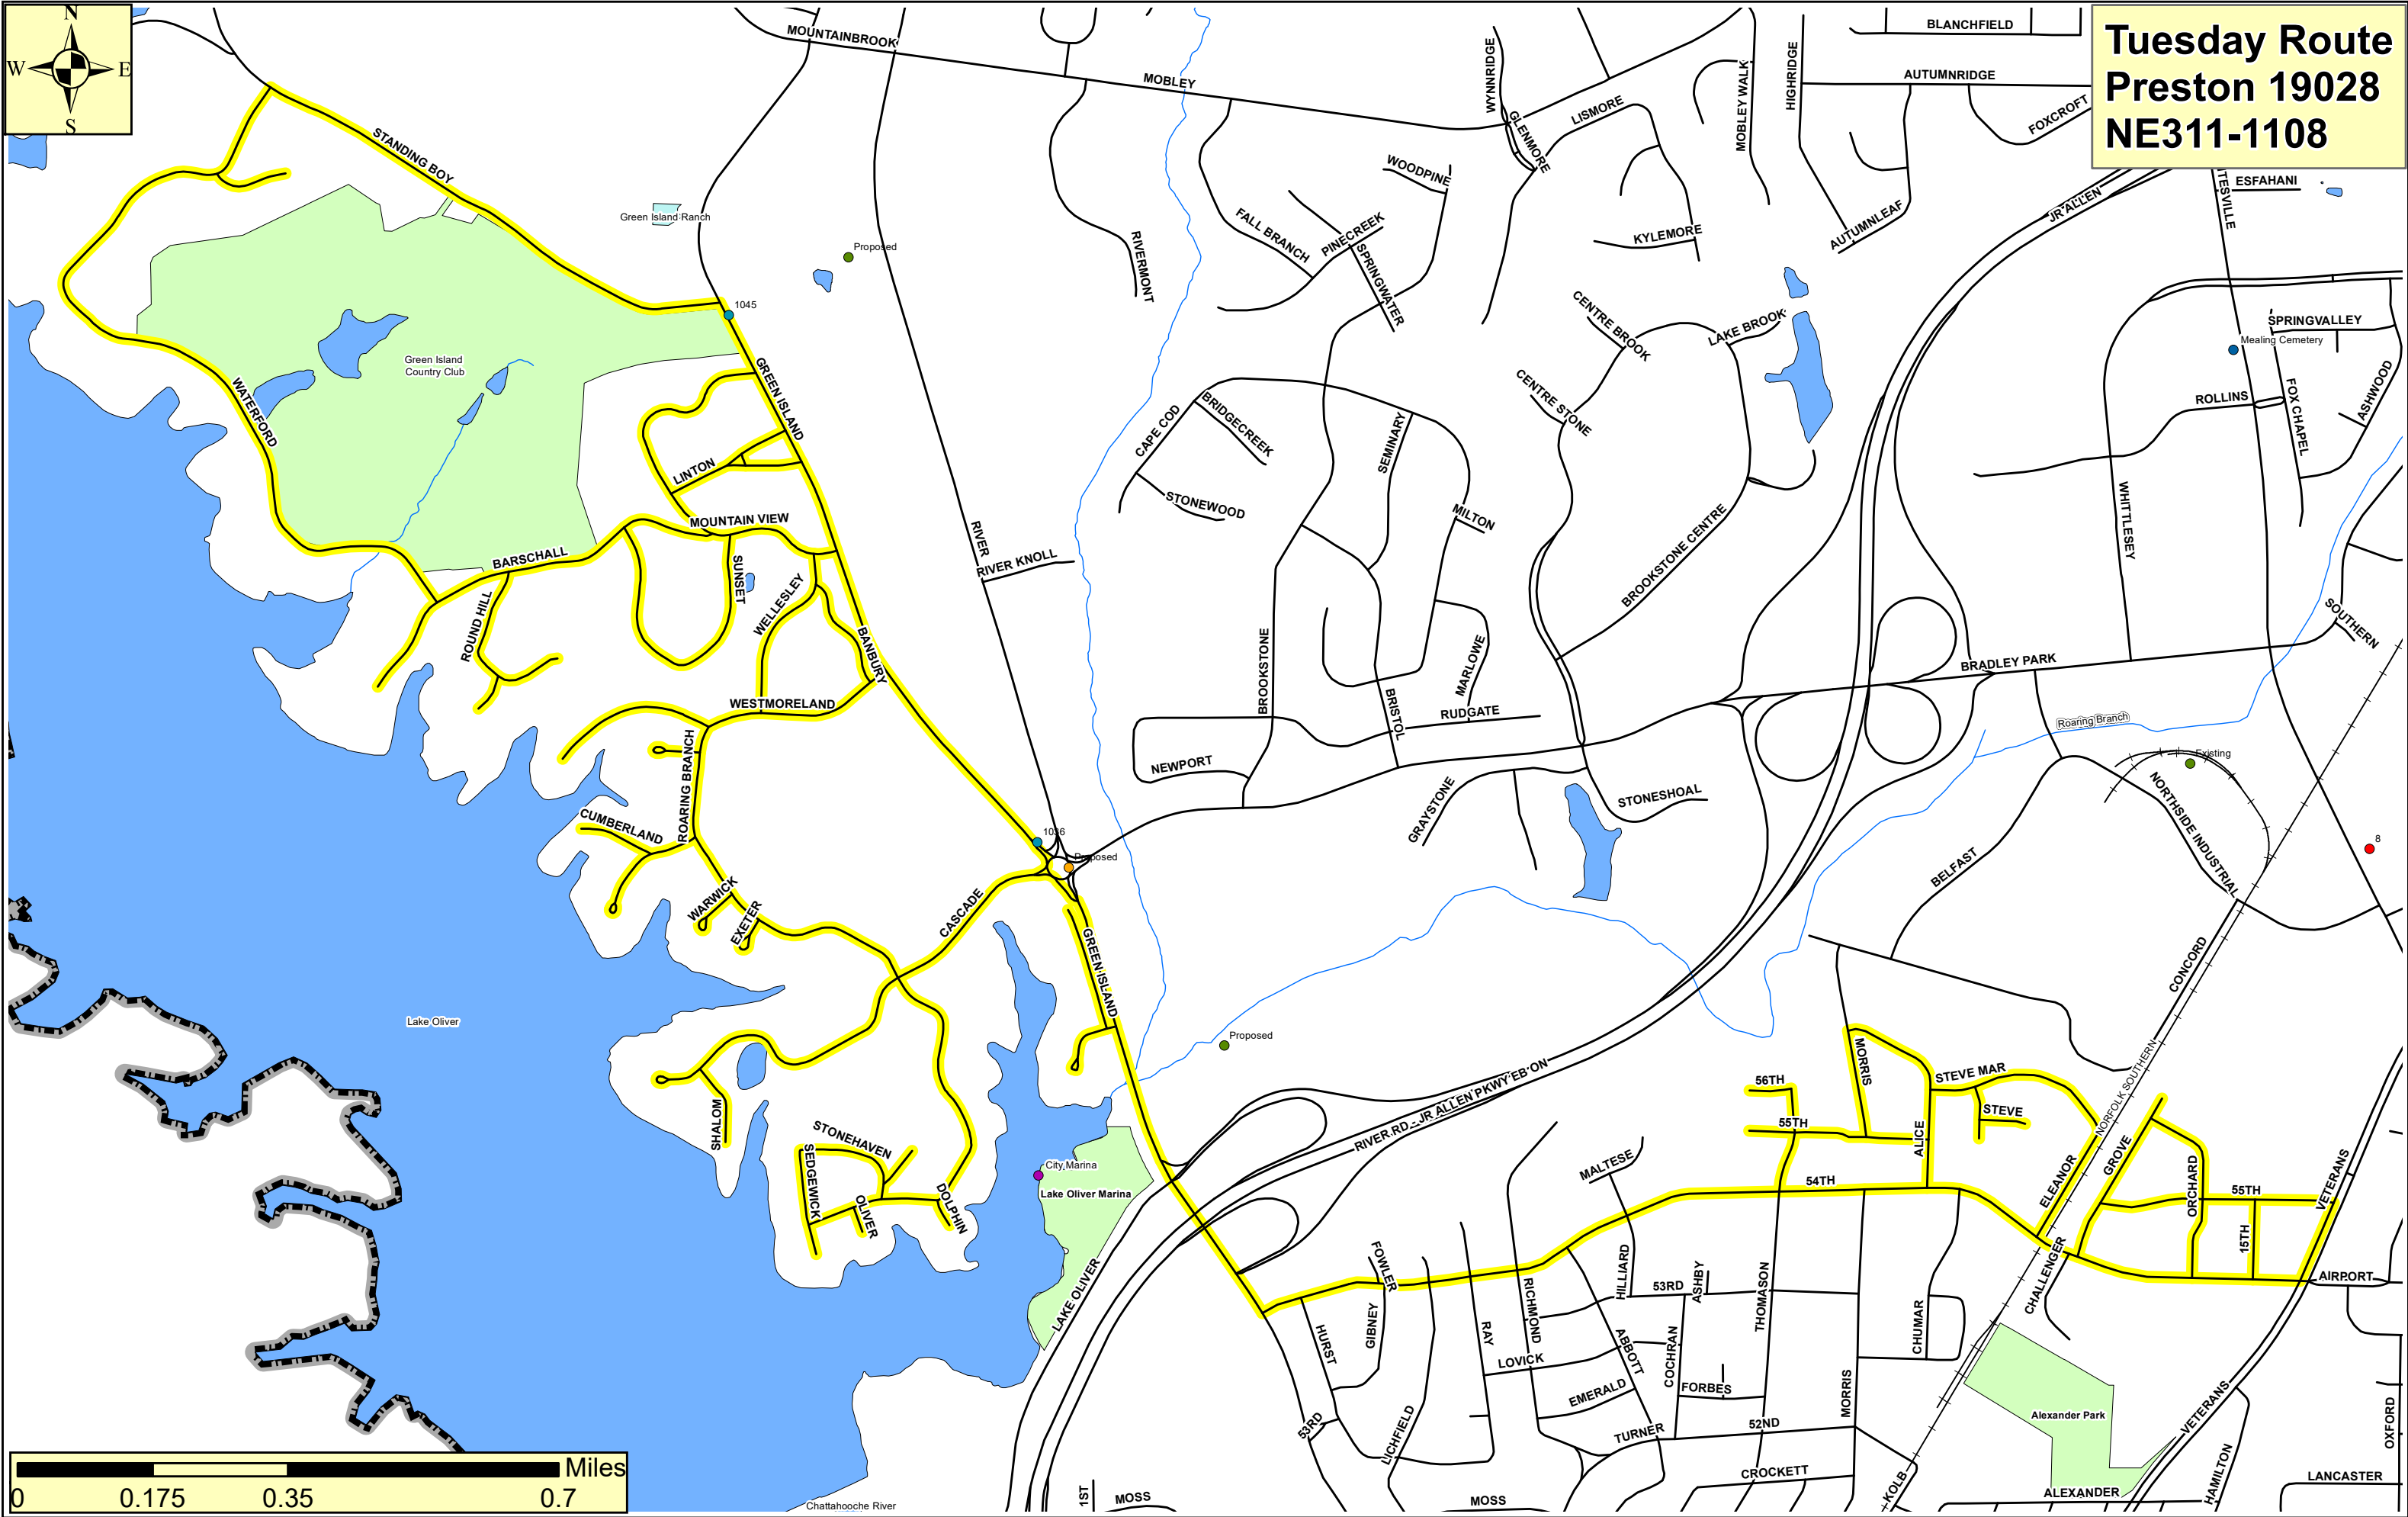 N
W
E
S
Tuesday Route
Preston 19028
NE311-1108
BLANCHFIELD
MOUNTAINBROOK
MOBLEY
WYNNRIDGE
GLENMORE
LISMORE
MOBLEY WALK
HIGHRIDGE
AUTUMNRIDGE
FOXCROFT
STANDING BOY
WOODPINE
JR ALLEN
ESFAHANI
Green Island Ranch
Proposed
RIVERMONT
FALL BRANCH
PINECREEK
SPRINGWATER
KYLEMORE
AUTUMNLEAF
1045
CENTRE BROOK
LAKE BROOK
SPRINGVALLEY
Mealing Cemetery
Green Island
Country Club
GREEN ISLAND
WATERFORD
CENTRE STONE
ROLLINS
FOX CHAPEL
ASHWOOD
CAPE COD
BRIDGECREEK
SEMINARY
LINTON
STONEWOOD
MILTON
WHITTLESEY
MOUNTAIN VIEW
BARSCHALL
SUNSET
RIVER
RIVER KNOLL
BROOKSTONE CENTRE
ROUND HILL
WELLESLEY
BANBURY
SOUTHERN
BROOKSTONE
MARLOWE
BRADLEY PARK
WESTMORELAND
BRISTOL
RUDGATE
Roaring Branch
ROARING BRANCH
NEWPORT
Existing
GRAYSTONE
STONESHOAL
NORTHSIDE INDUSTRIAL
CUMBERLAND
1036
Proposed
8
BELFAST
WARWICK
EXETER
CASCADE
GREEN ISLAND
CONCORD
Lake Oliver
Proposed
MORRIS
NORFOLK SOUTHERN
RIVER RD - JR ALLEN PKWY EB ON
56TH
STEVE MAR
STEVE
55TH
ALICE
SHALOM
STONEHAVEN
SEDGEWICK
OLIVER
DOLPHIN
City Marina
Lake Oliver Marina
MALTESE
54TH
ELEANOR
GROVE
ORCHARD
55TH
15TH
VETERANS
AIRPORT
LAKE OLIVER
FOWLER
GIBNEY
HURST
RAY
RICHMOND
HILLIARD
53RD
ASHBY
THOMASON
CHALLENGER
CHUMAR
ABBOTT
COCHRAN
LOVICK
EMERALD
FORBES
MORRIS
53RD
LICHFIELD
TURNER
52ND
Alexander Park
VETERANS
OXFORD
CROCKETT
KOLB
HAMILTON
LANCASTER
ALEXANDER
1ST
MOSS
MOSS
Chattahooche River
Miles
0
0.175
0.35
0.7